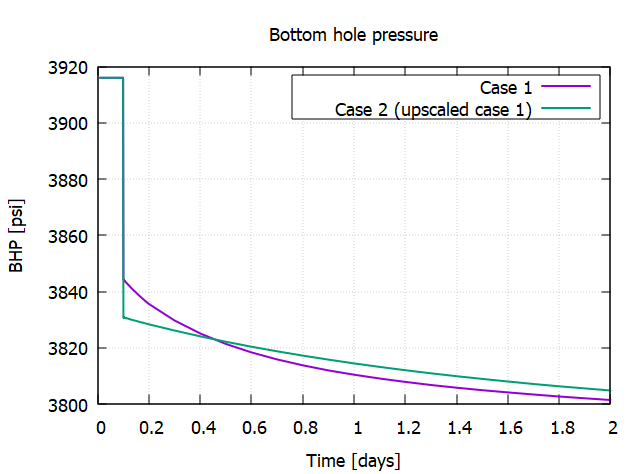 Bottom hole pressure
3920
3900
3880
3860
3840
3820
3800
BHP [psi]
Case 1
Case 2 (upscaled case 1)
0 0.2 0.4 0.6 0.8 1 1.2 1.4 1.6 1.8 2
Time [days]